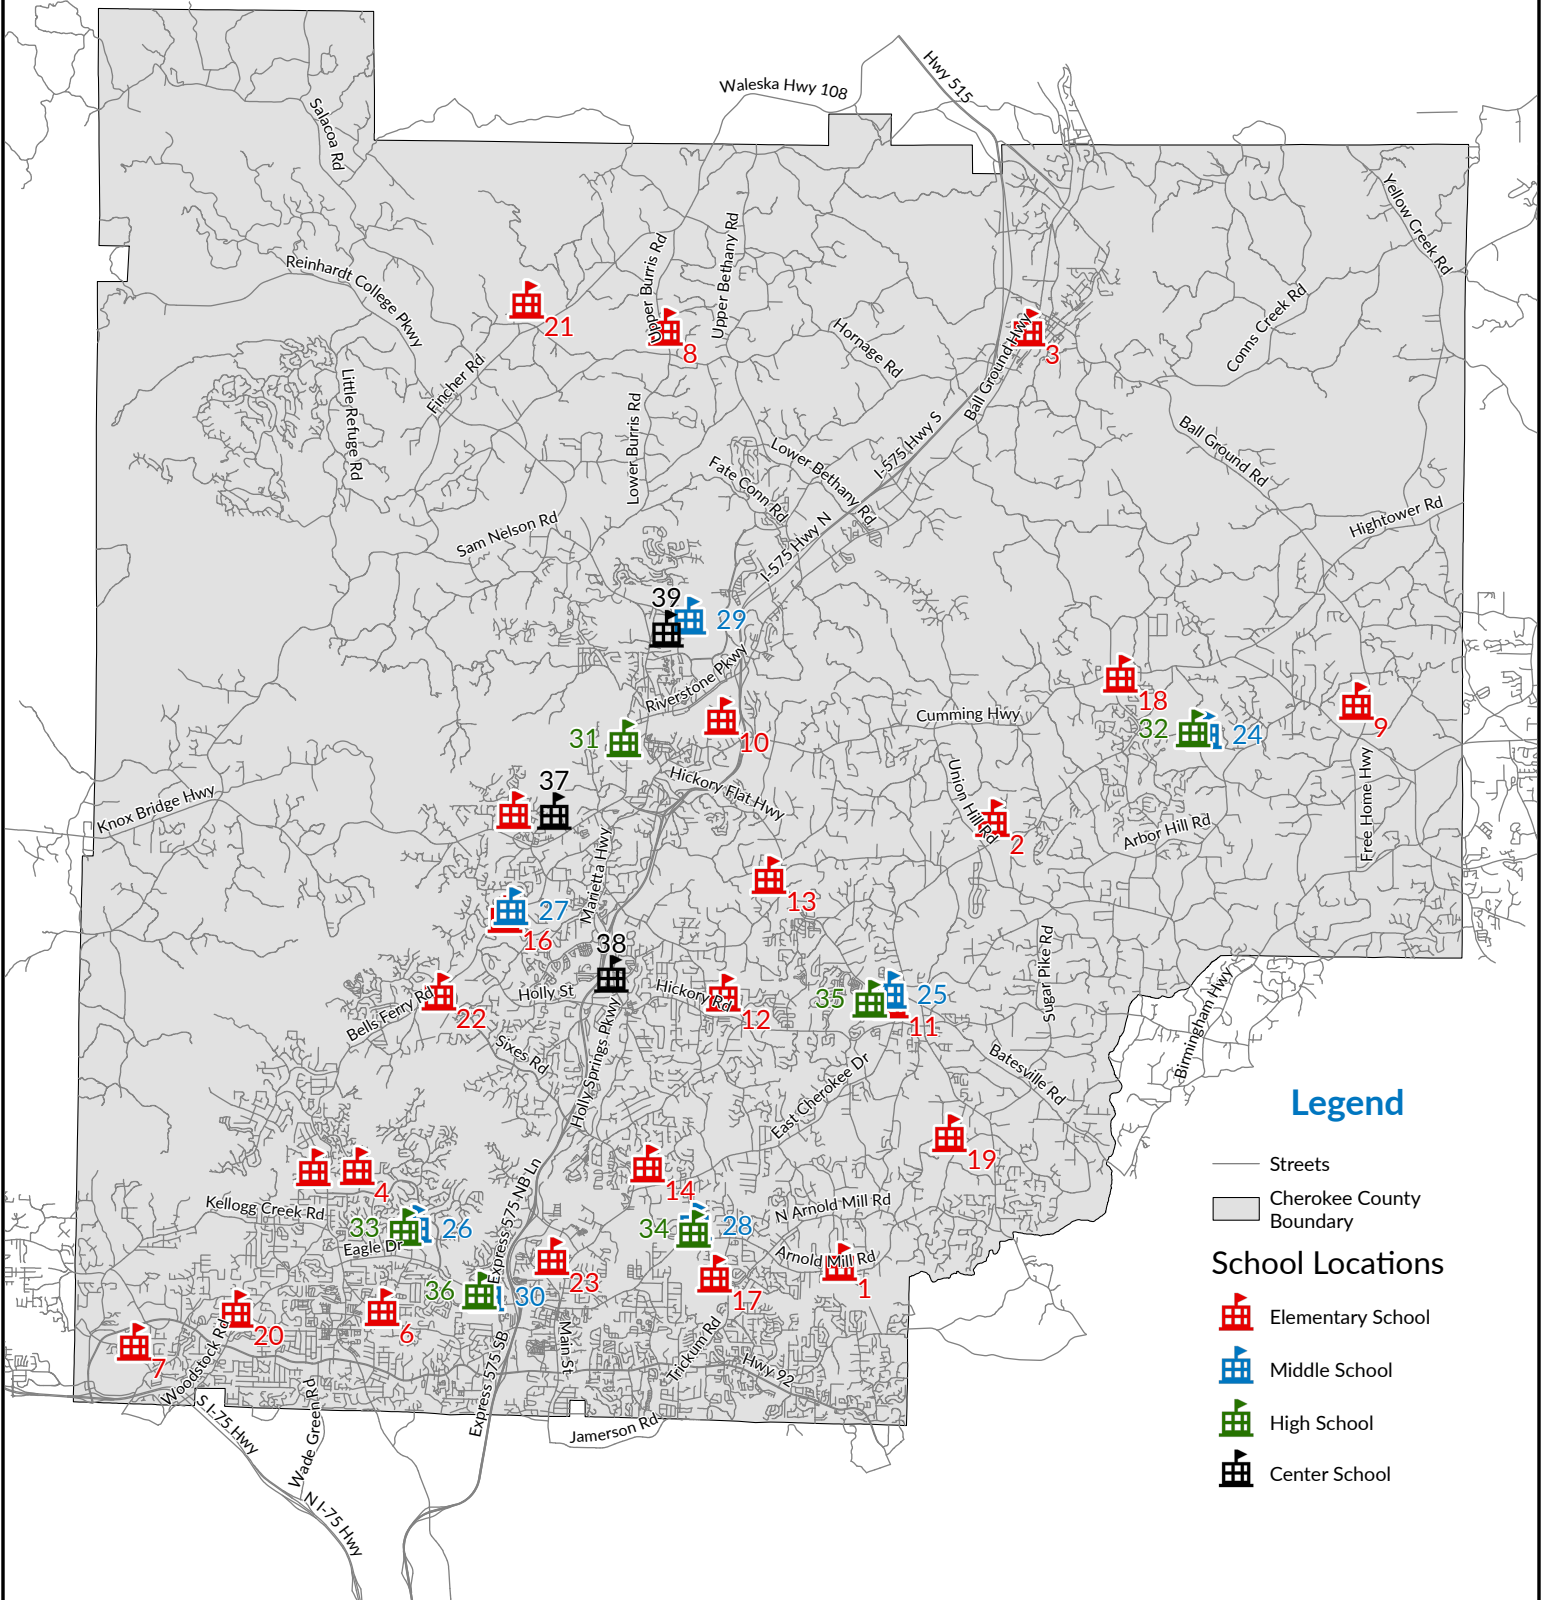 Waleska Hwy 108
Hwy 515
Salacoa Rd
Yellow Creek Rd
Reinhardt College Pkwy
Upper Burris Rd
Upper Bethany Rd
21
8
3
Hornage Rd
Conns Creek Rd
Ball Ground Hwy
Fincher Rd
Little Refuge Rd
Lower Burris Rd
I-575 Hwy S
Ball Ground Rd
Lower Bethany Rd
Fate Conn Rd
Hightower Rd
Sam Nelson Rd
I-575 Hwy N
39
29
Riverstone Pkwy
18
9
Cumming Hwy
31
10
32
24
37
Hickory Flat Hwy
Union Hill Rd
Knox Bridge Hwy
2
Arbor Hill Rd
Free Home Hwy
Marietta Hwy
13
27
16
38
Sugar Pike Rd
Bells Ferry Rd
22
Holly St
Hickory Rd
12
35
25
11
Birmingham Hwy
Sixes Rd
Holly Springs Pkwy
Batesville Rd
East Cherokee Dr
Legend
19
Streets
4
14
Kellogg Creek Rd
Express 575 NB Ln
N Arnold Mill Rd
Cherokee County
Boundary
33
26
34
28
Eagle Dr
Arnold Mill Rd
School Locations
36
30
23
17
1
Elementary School
20
6
7
Woodstock Rd
Main St
Trickum Rd
Hwy 92
Middle School
Express 575 SB
S I-75 Hwy
Wade Green Rd
Jamerson Rd
High School
Center School
N I-75 Hwy